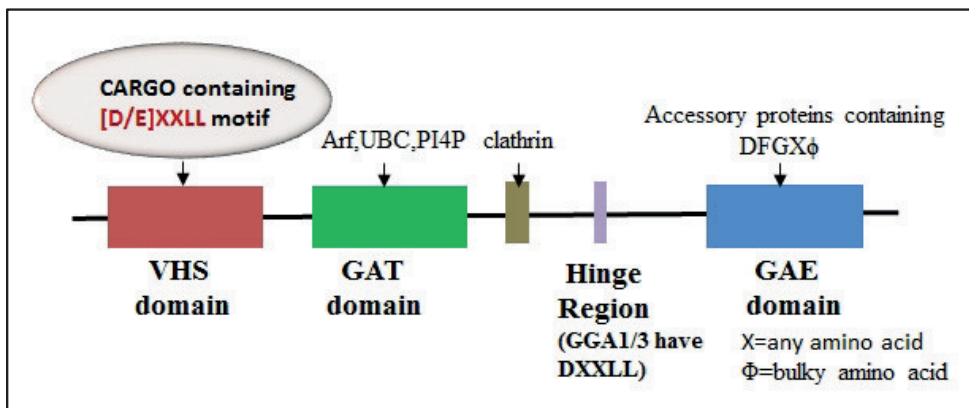 CARGO containing
[D/E]XXLL motif
Arf,UBC,PI4P clathrin
Accessory proteins containing
DFGXϕ
VHS
domain
GAT
domain
Hinge
Region
(GGA1/3 have
DXXLL)
GAE
domain
X=any amino acid
Φ=bulky amino acid